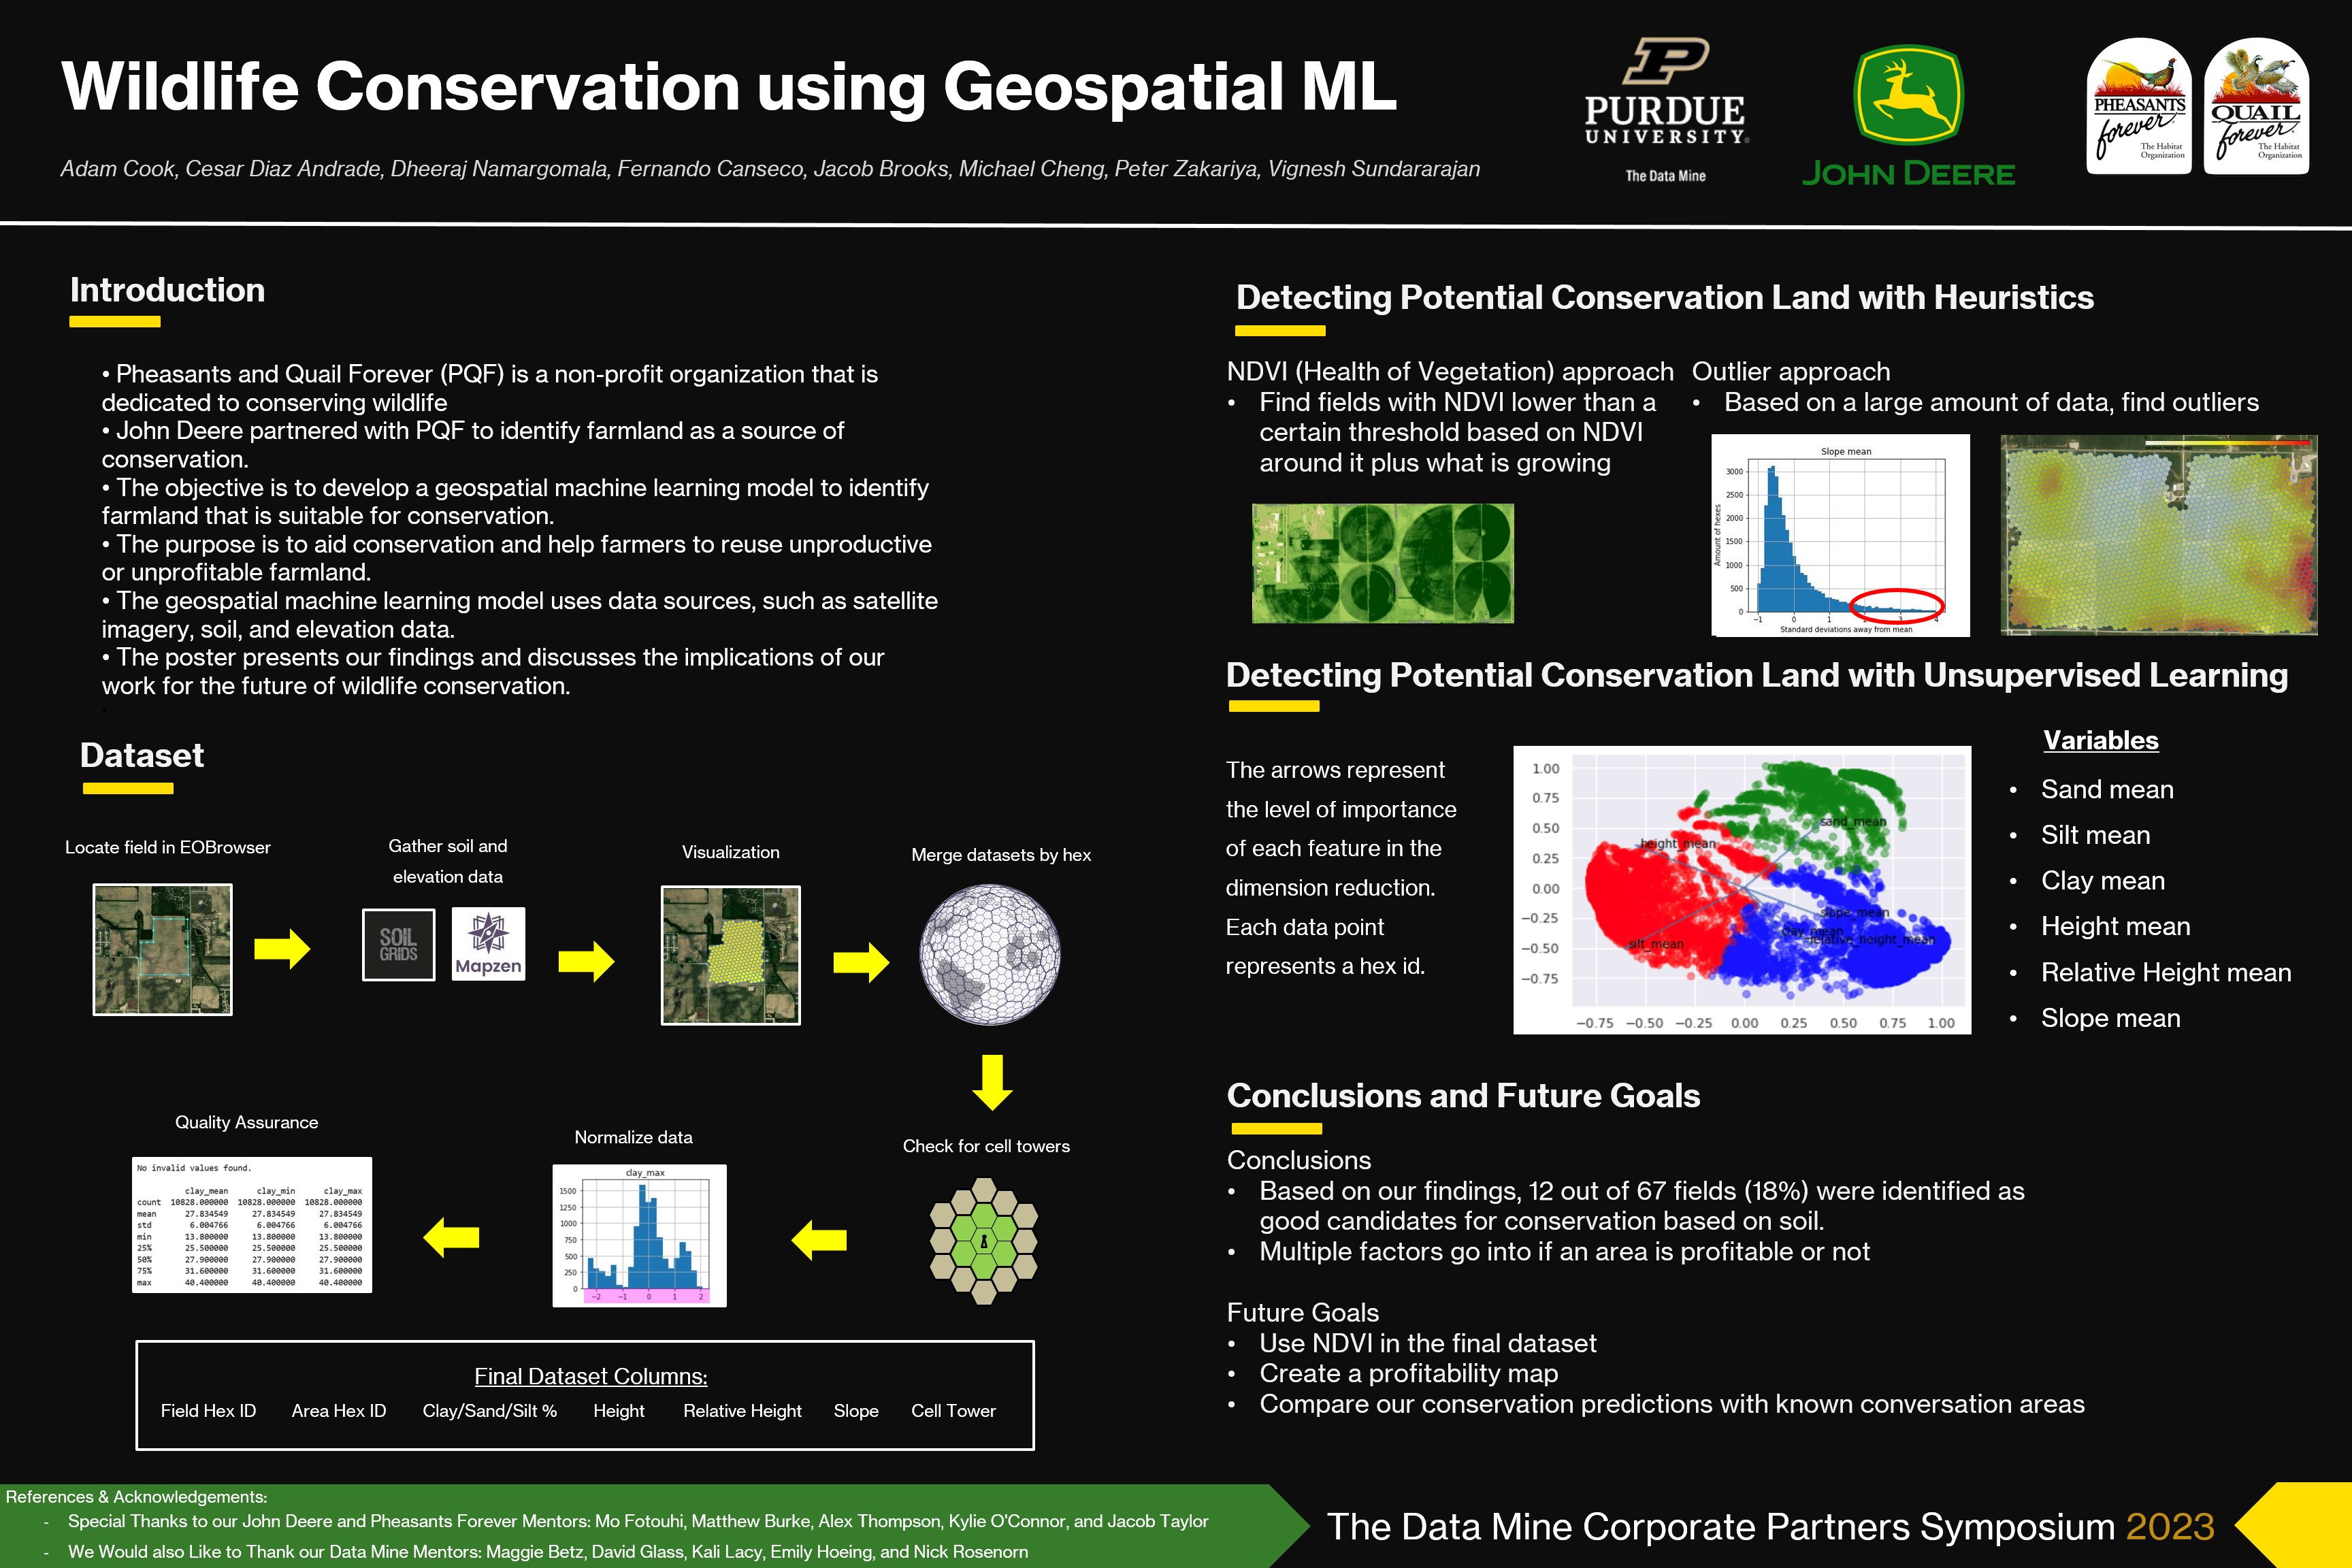 Wildlife Conservation using Geospatial ML
Adam Cook, Cesar Diaz Andrade, Dheeraj Namargomala, Fernando Canseco, Jacob Brooks, Michael Cheng, Peter Zakariya, Vignesh Sundararajan
PURDUE
UNIVERSITY
The Data Mine
JOHN DEERE
PHEASANTS
forever
The Habitat
Organization
QUAIL
forever
The Habitat
Organization
Introduction
• Pheasants and Quail Forever (PQF) is a non-profit organization that is
dedicated to conserving wildlife
• John Deere partnered with PQF to identify farmland as a source of
conservation.
• The objective is to develop a geospatial machine learning model to identify
farmland that is suitable for conservation.
• The purpose is to aid conservation and help farmers to reuse unproductive
or unprofitable farmland.
• The geospatial machine learning model uses data sources, such as satellite
imagery, soil, and elevation data.
• The poster presents our findings and discusses the implications of our
work for the future of wildlife conservation.
Dataset
Locate field in EOBrowser
Gather soil and
elevation data
SOIL
GRIDS
Mapzen
Visualization
Merge datasets by hex
Check for cell towers
Normalize data
clay_max
1500
1250
1000
750
500
250
0
−2 −1 0 1 2
Quality Assurance
No invalid values found.
clay_mean clay_min clay_max
count 10828.000000 10828.000000 10828.000000
mean 27.834549 27.834549 27.834549
std 6.004766 6.004766 6.004766
min 13.800000 13.800000 13.800000
25% 25.500000 25.500000 25.500000
50% 27.900000 27.900000 27.900000
75% 31.600000 31.600000 31.600000
max 40.400000 40.400000 40.400000
Final Dataset Columns:
Field Hex ID Area Hex ID Clay/Sand/Silt % Height Relative Height Slope Cell Tower
Detecting Potential Conservation Land with Heuristics
NDVI (Health of Vegetation) approach
• Find fields with NDVI lower than a
certain threshold based on NDVI
around it plus what is growing
Outlier approach
• Based on a large amount of data, find outliers
Slope mean
Amount of hexes
3000
2500
2000
1500
1000
500
0
−1 0 1 2 3 4
Standard deviations away from mean
Detecting Potential Conservation Land with Unsupervised Learning
The arrows represent
the level of importance
of each feature in the
dimension reduction.
Each data point
represents a hex id.
1.00
0.75
0.50
0.25
0.00
−0.25
−0.50
−0.75
−0.75 −0.50 −0.25 0.00 0.25 0.50 0.75 1.00
sand_mean
height_mean
slope_mean
clay_mean
relative_height_mean
silt_mean
Variables
• Sand mean
• Silt mean
• Clay mean
• Height mean
• Relative Height mean
• Slope mean
Conclusions and Future Goals
Conclusions
• Based on our findings, 12 out of 67 fields (18%) were identified as
good candidates for conservation based on soil.
• Multiple factors go into if an area is profitable or not
Future Goals
• Use NDVI in the final dataset
• Create a profitability map
• Compare our conservation predictions with known conversation areas
References & Acknowledgements:
- Special Thanks to our John Deere and Pheasants Forever Mentors: Mo Fotouhi, Matthew Burke, Alex Thompson, Kylie O'Connor, and Jacob Taylor
- We Would also Like to Thank our Data Mine Mentors: Maggie Betz, David Glass, Kali Lacy, Emily Hoeing, and Nick Rosenorn
The Data Mine Corporate Partners Symposium 2023